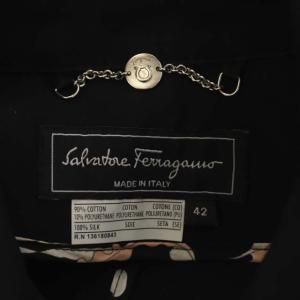 Salvatore Ferragamo
MADE IN ITALY
90% COTTON COTON COTONE (CO)
10% POLYURETHANE POLYURETHANE POLIURETANO (PU)
100% SILK SOIE SETA (SE)
R.N 136180843
42